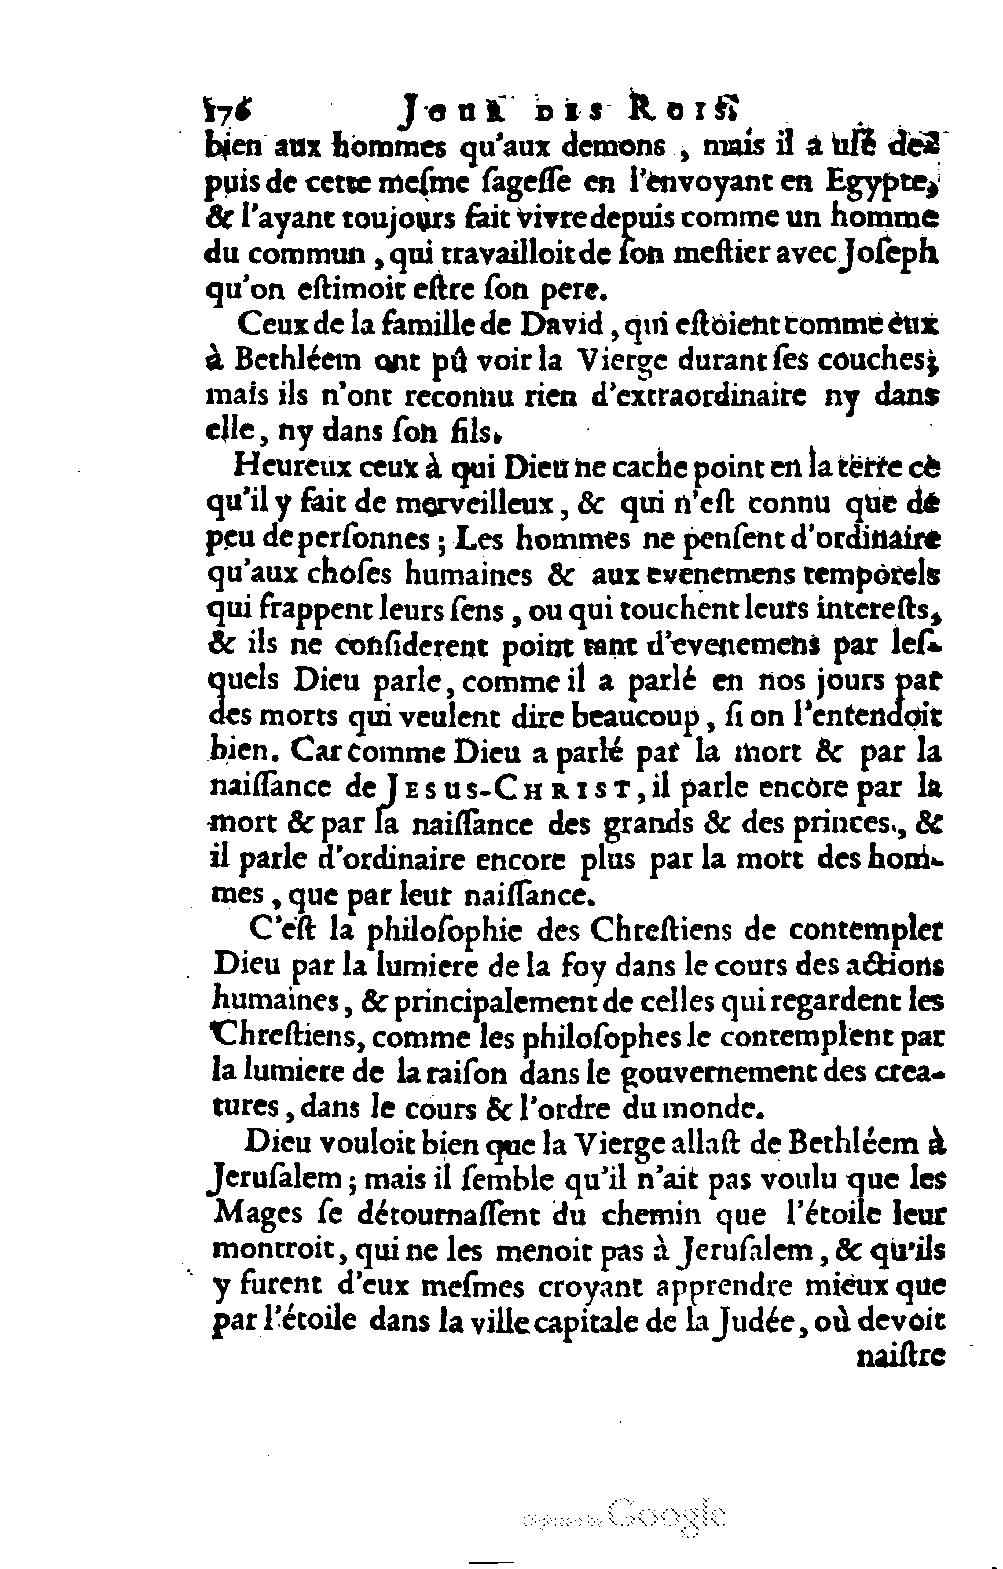 176 JOUR DES ROIS
bien aux hommes qu'aux demons, mais il a usé de-
puis de cette meſme ſageſſe en l'envoyant en Egypte,
& l'ayant toujours fait vivre depuis comme un homme
du commun, qui travailloit de ſon meſtier avec Joſeph
qu'on eſtimoit eſtre ſon pere.
Ceux de la famille de David, qui eſtoient comme eux
à Bethléem ont pû voir la Vierge durant ſes couches;
mais ils n'ont reconnu rien d'extraordinaire ny dans
elle, ny dans ſon fils.
Heureux ceux à qui Dieu ne cache point en la terre ce
qu'il y fait de merveilleux, & qui n'eſt connu que de
peu de perſonnes; Les hommes ne penſent d'ordinaire
qu'aux choſes humaines & aux evenemens temporels
qui frappent leurs ſens, ou qui touchent leurs intereſts,
& ils ne conſiderent point tant d'evenemens par leſ-
quels Dieu parle, comme il a parlé en nos jours par
des morts qui veulent dire beaucoup, ſi on l'entendoit
bien. Car comme Dieu a parlé par la mort & par la
naiſſance de JESUS-CHRIST, il parle encore par la
mort & par la naiſſance des grands & des princes, &
il parle d'ordinaire encore plus par la mort des hom-
mes, que par leur naiſſance.
C'eſt la philoſophie des Chreſtiens de contempler
Dieu par la lumiere de la foy dans le cours des actions
humaines, & principalement de celles qui regardent les
Chreſtiens, comme les philoſophes le contemplent par
la lumiere de la raiſon dans le gouvernement des crea-
tures, dans le cours & l'ordre du monde.
Dieu vouloit bien que la Vierge allaſt de Bethléem à
Jeruſalem; mais il ſemble qu'il n'ait pas voulu que les
Mages ſe détournaſſent du chemin que l'étoile leur
montroit, qui ne les menoit pas à Jeruſalem, & qu'ils
y furent d'eux meſmes croyant apprendre mieux que
par l'étoile dans la ville capitale de la Judée, où devoit
naiſtre
Digitized by Google